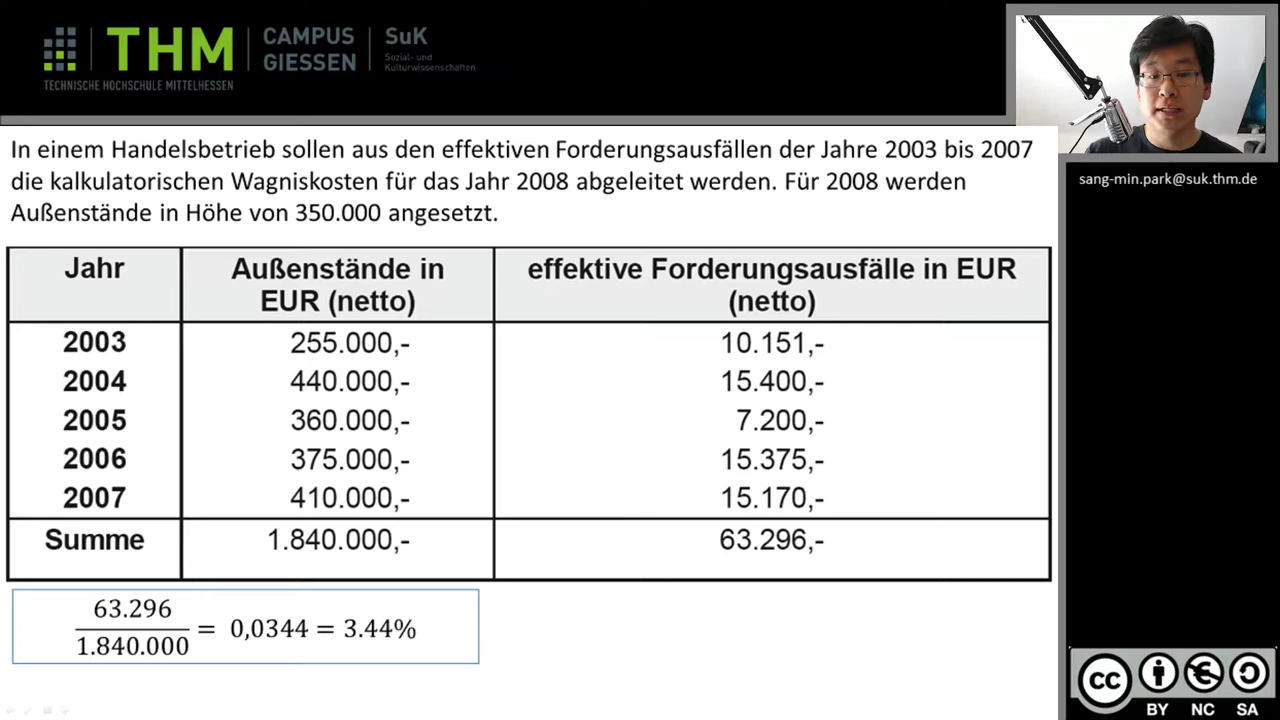 THM
CAMPUS
GIESSEN
SuK
Sozial- und
Kulturwissenschaften
TECHNISCHE HOCHSCHULE MITTELHESSEN
sang-min.park@suk.thm.de
In einem Handelsbetrieb sollen aus den effektiven Forderungsausfällen der Jahre 2003 bis 2007
die kalkulatorischen Wagniskosten für das Jahr 2008 abgeleitet werden. Für 2008 werden
Außenstände in Höhe von 350.000 angesetzt.
Jahr Außenstände in EUR (netto) effektive Forderungsausfälle in EUR (netto)
2003 255.000,- 10.151,-
2004 440.000,- 15.400,-
2005 360.000,- 7.200,-
2006 375.000,- 15.375,-
2007 410.000,- 15.170,-
Summe 1.840.000,- 63.296,-
63.296
1.840.000 = 0,0344 = 3.44%
cc
BY NC SA